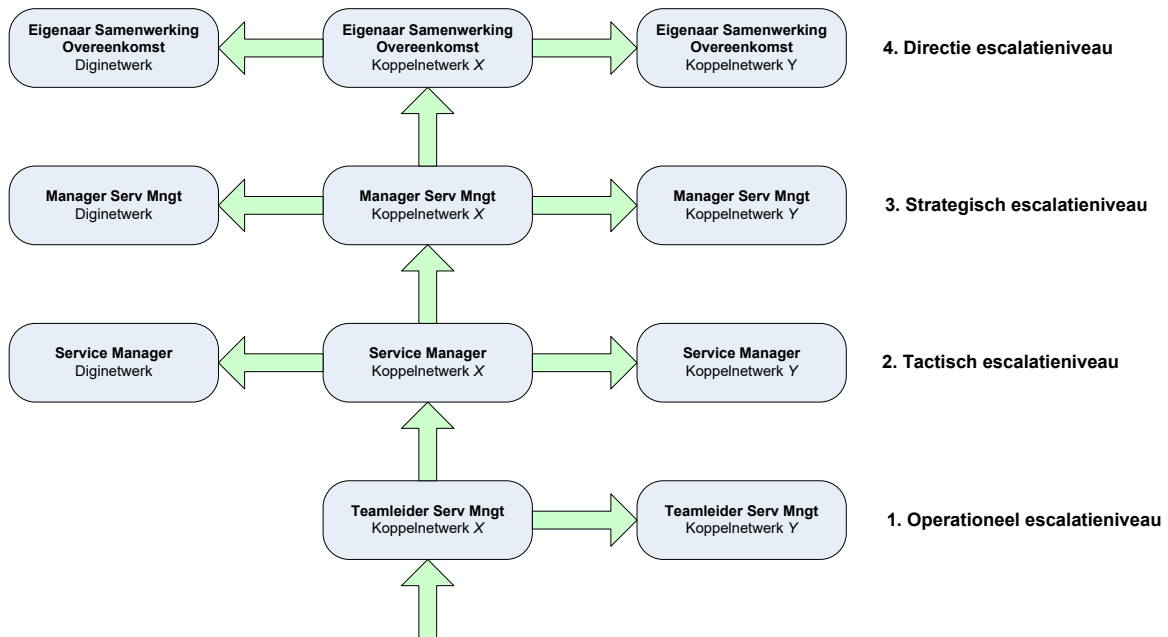 Eigenaar Samenwerking
Overeenkomst
Diginetwerk
Eigenaar Samenwerking
Overeenkomst
Koppelnetwerk X
Eigenaar Samenwerking
Overeenkomst
Koppelnetwerk Y
4. Directie escalatieniveau
Manager Serv Mngt
Diginetwerk
Manager Serv Mngt
Koppelnetwerk X
Manager Serv Mngt
Koppelnetwerk Y
3. Strategisch escalatieniveau
Service Manager
Diginetwerk
Service Manager
Koppelnetwerk X
Service Manager
Koppelnetwerk Y
2. Tactisch escalatieniveau
Teamleider Serv Mngt
Koppelnetwerk X
Teamleider Serv Mngt
Koppelnetwerk Y
1. Operationeel escalatieniveau